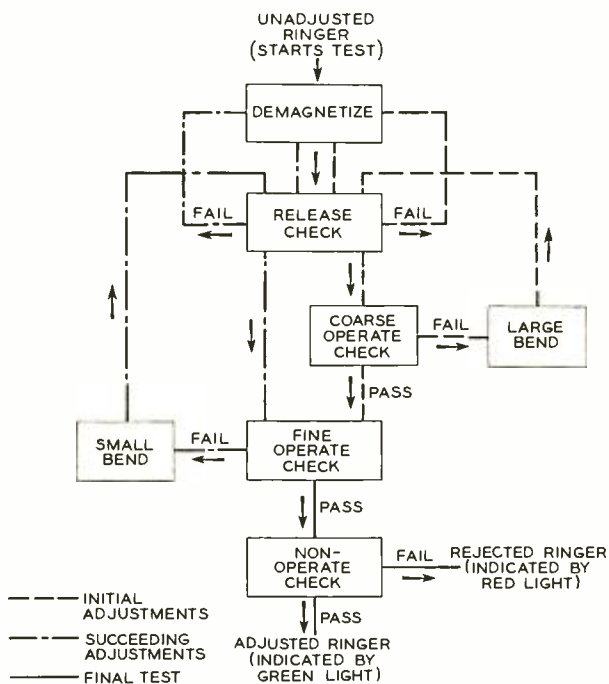 UNADJUSTED
RINGER
(STARTS TEST)
DEMAGNETIZE
FAIL
RELEASE
CHECK
FAIL
COARSE
OPERATE
CHECK
FAIL
LARGE
BEND
PASS
SMALL
BEND
FAIL
FINE
OPERATE
CHECK
PASS
NON-
OPERATE
CHECK
FAIL
REJECTED RINGER
(INDICATED BY
RED LIGHT)
PASS
ADJUSTED RINGER
(INDICATED BY
GREEN LIGHT)
INITIAL
ADJUSTMENTS
SUCCEEDING
ADJUSTMENTS
FINAL TEST